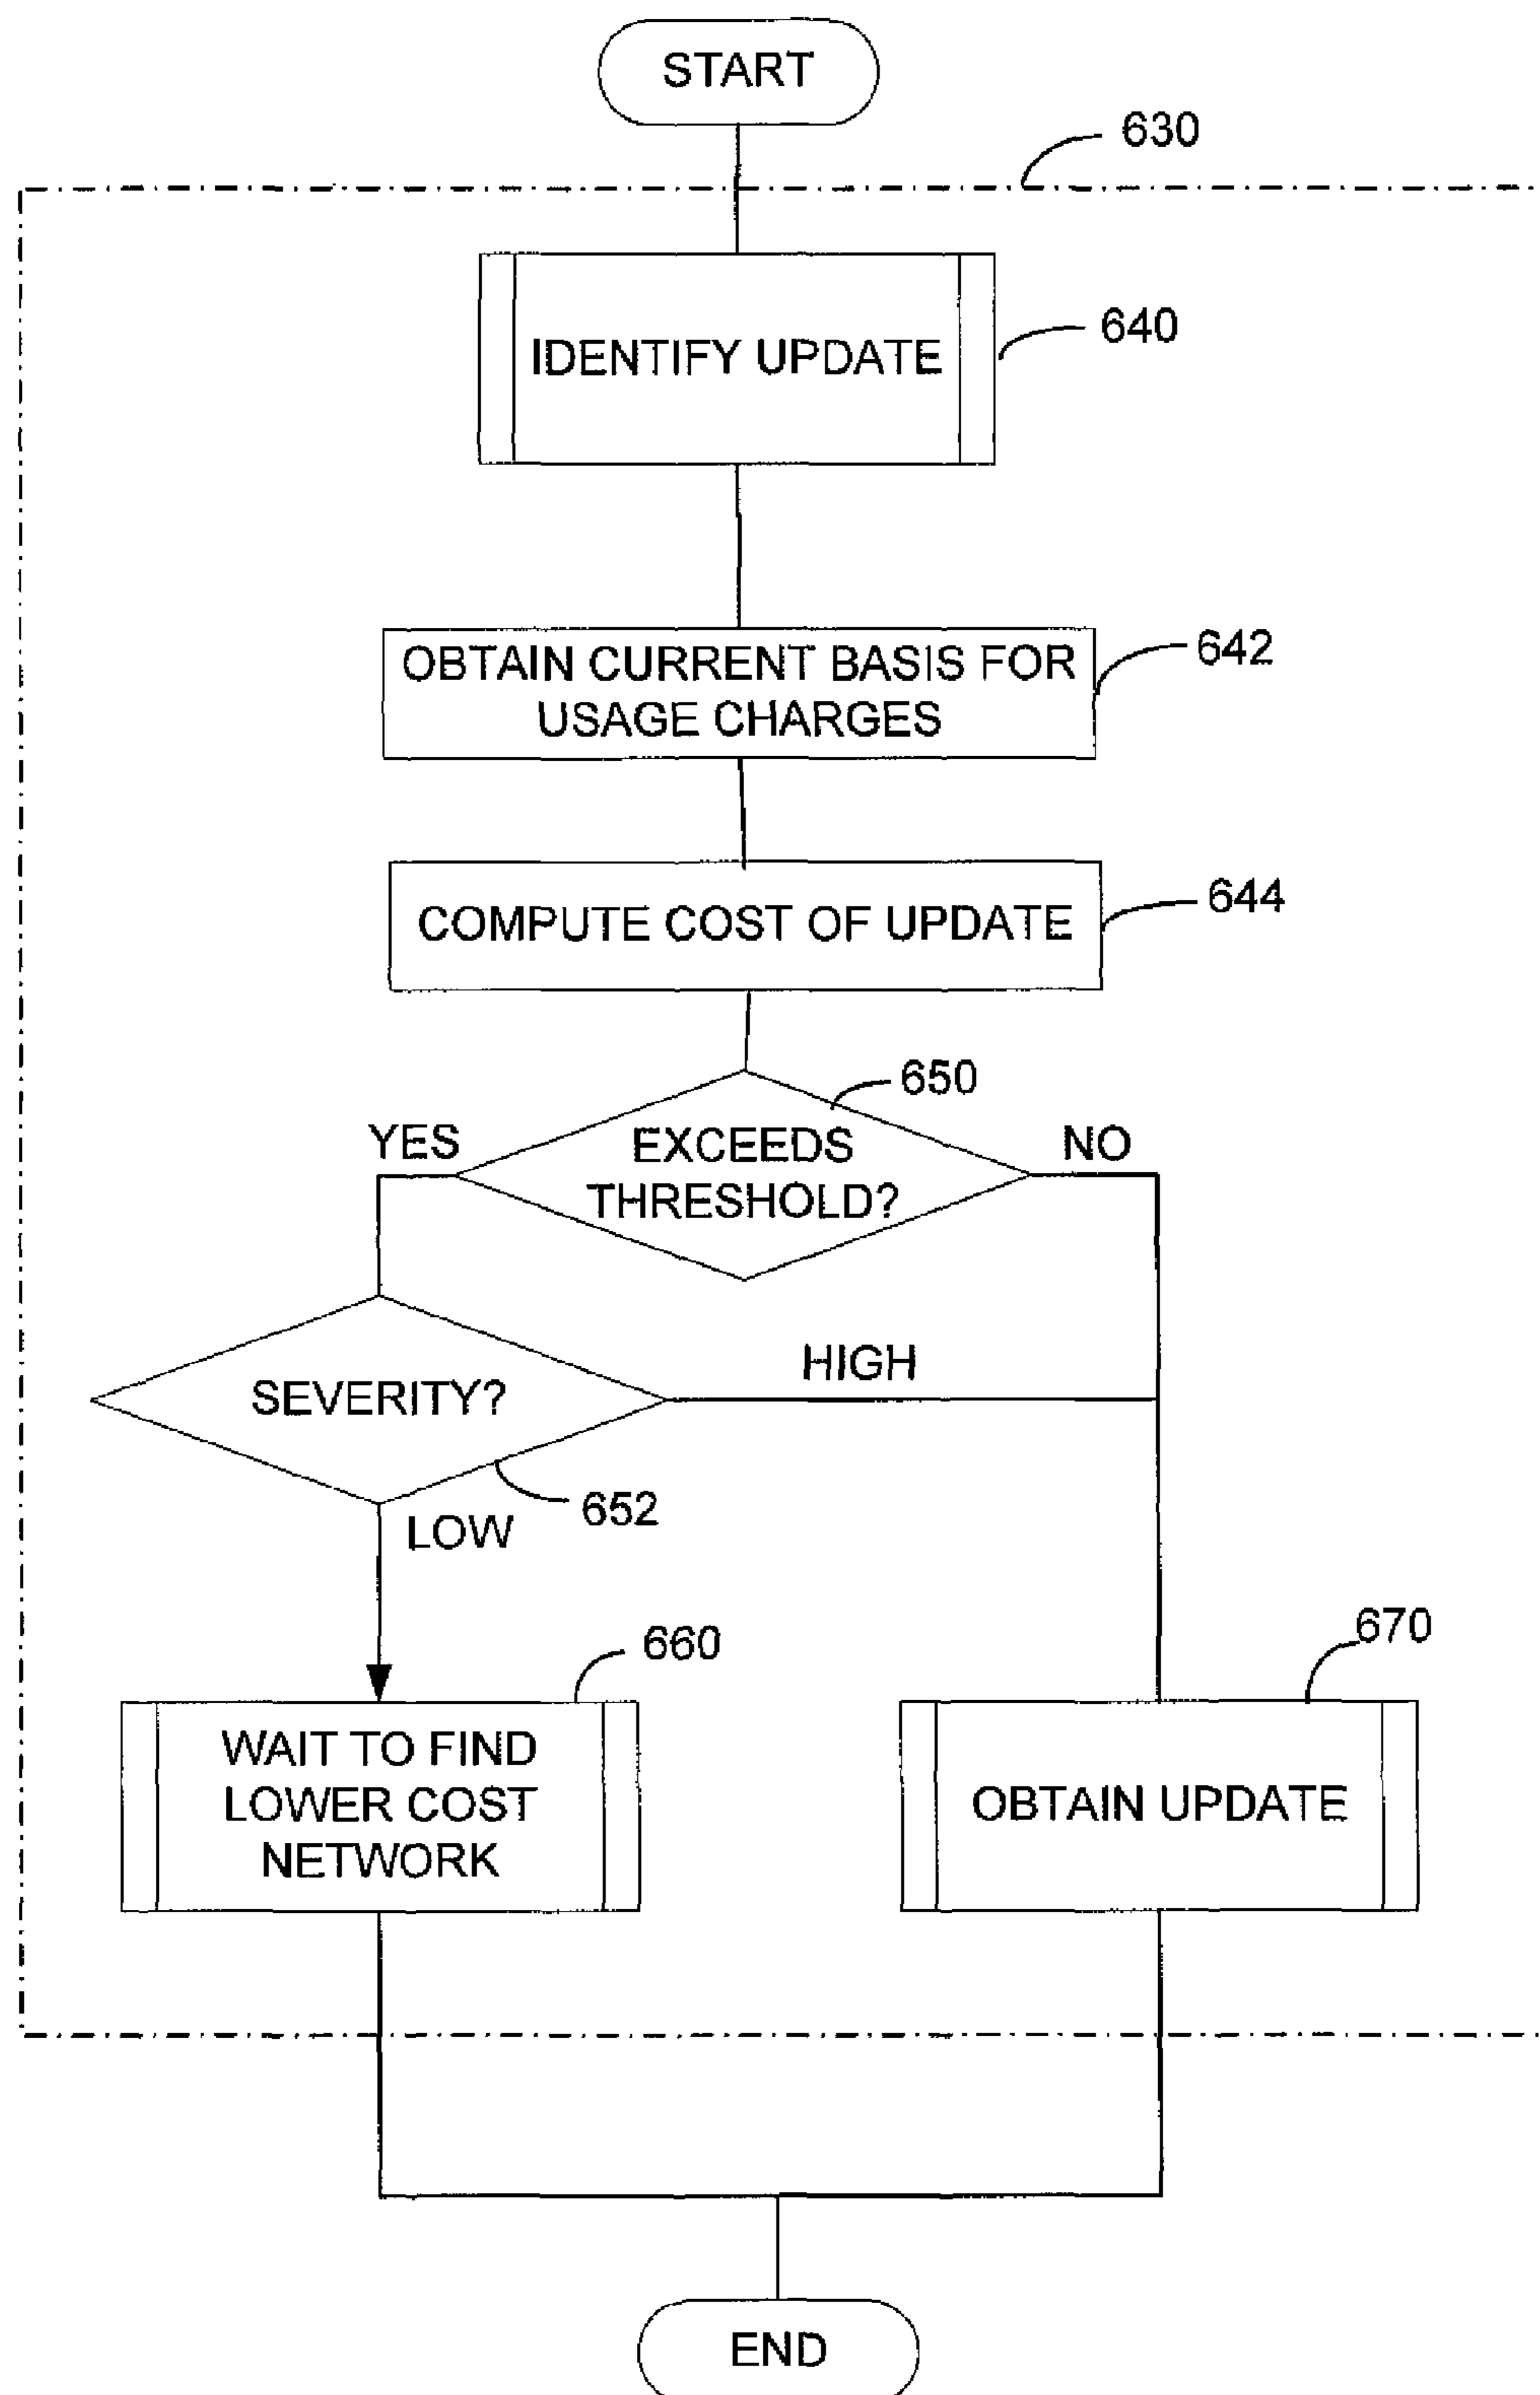 START
630
IDENTIFY UPDATE
640
OBTAIN CURRENT BASIS FOR
USAGE CHARGES
642
COMPUTE COST OF UPDATE
644
650
YES
EXCEEDS
THRESHOLD?
NO
SEVERITY?
HIGH
652
LOW
660
670
WAIT TO FIND
LOWER COST
NETWORK
OBTAIN UPDATE
END